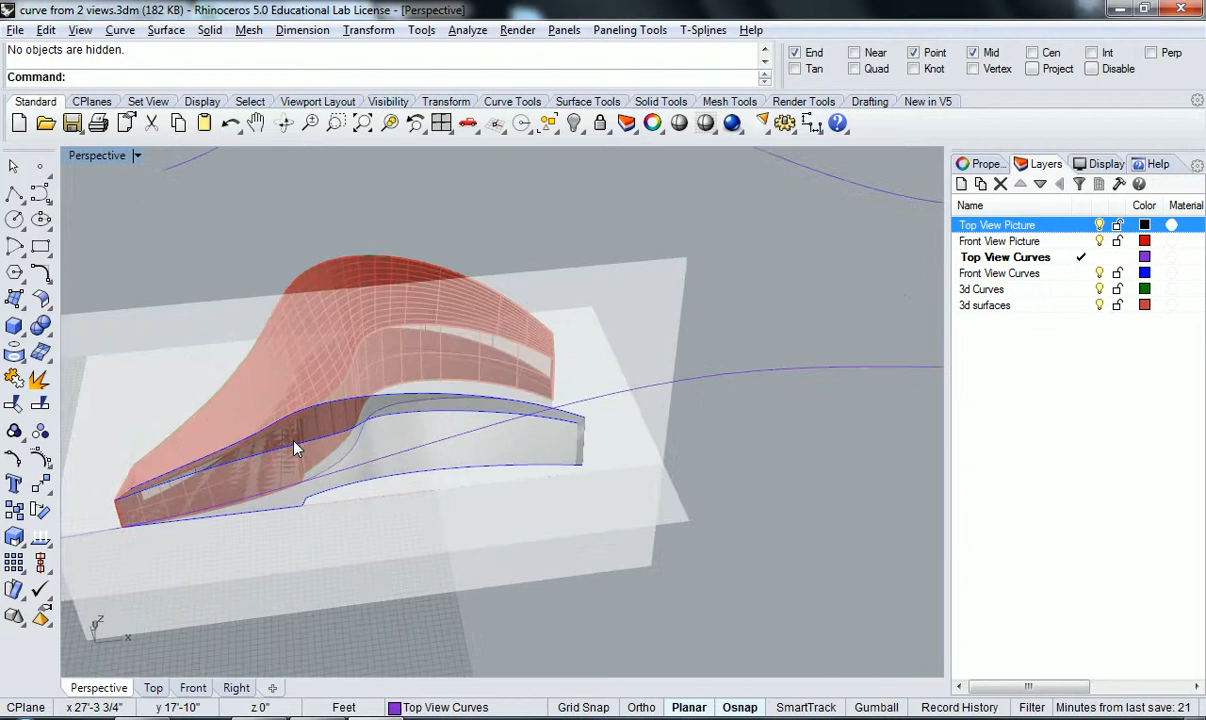 curve from 2 views.3dm (182 KB) - Rhinoceros 5.0 Educational Lab License - [Perspective]
File Edit View Curve Surface Solid Mesh Dimension Transform Tools Analyze Render Panels Paneling Tools T-Splines Help
No objects are hidden.
Command:
End Near Point Mid Cen Int Perp
Tan Quad Knot Vertex Project Disable
Standard CPlanes Set View Display Select Viewport Layout Visibility Transform Curve Tools Surface Tools Solid Tools Mesh Tools Render Tools Drafting New in V5
Perspective
Prope... Layers Display Help
Name Color Material
Top View Picture
Front View Picture
Top View Curves
Front View Curves
3d Curves
3d surfaces
z
x
Perspective Top Front Right
CPlane x 27'-3 3/4" y 17'-10" z 0" Feet Top View Curves Grid Snap Ortho Planar Osnap SmartTrack Gumball Record History Filter Minutes from last save: 21